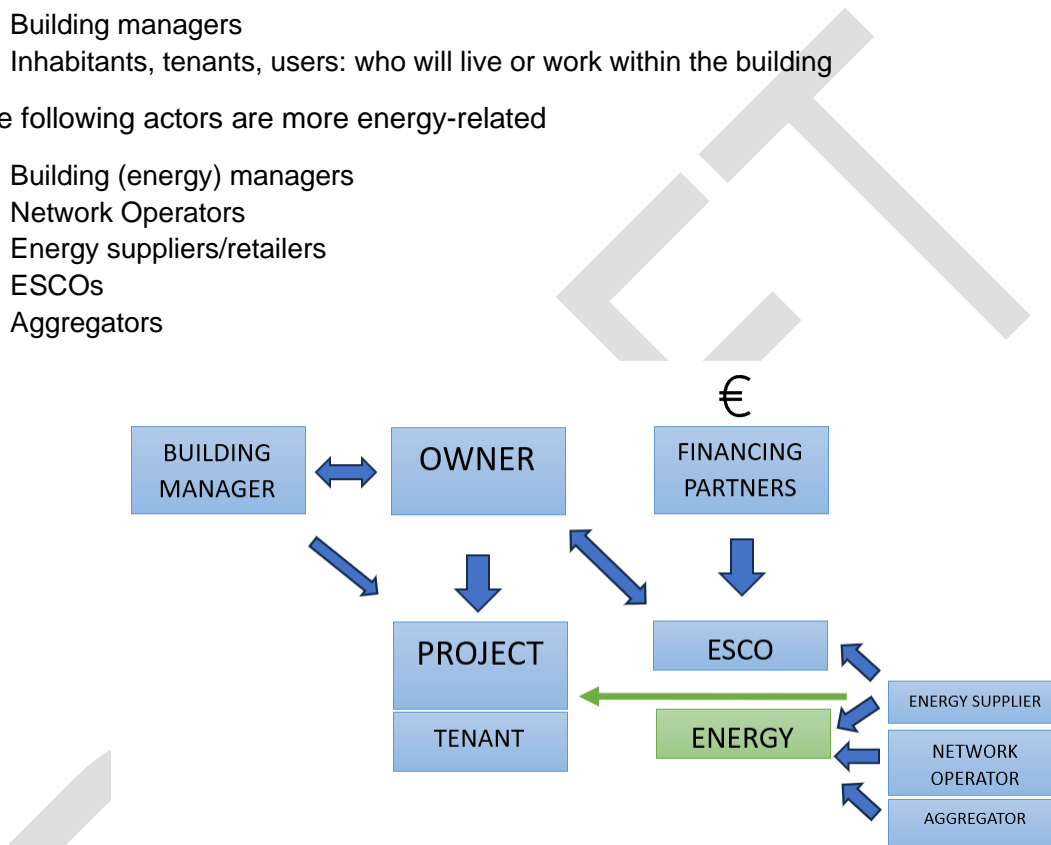 Building managers
Inhabitants, tenants, users: who will live or work within the building
e following actors are more energy-related
Building (energy) managers
Network Operators
Energy suppliers/retailers
ESCOs
Aggregators
€
BUILDING
MANAGER
OWNER
FINANCING
PARTNERS
PROJECT
ESCO
ENERGY SUPPLIER
TENANT
ENERGY
NETWORK
OPERATOR
AGGREGATOR